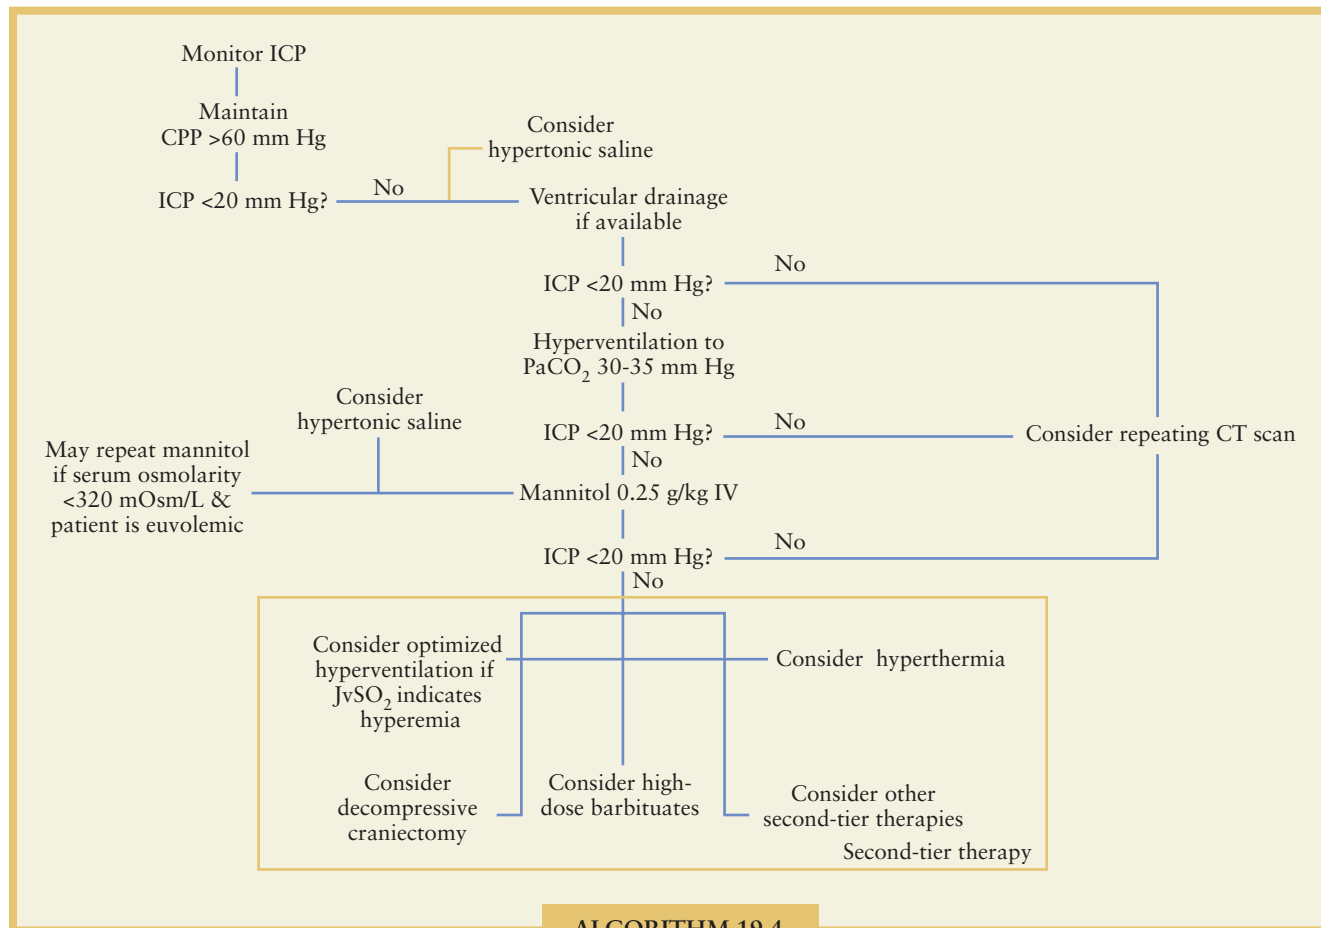 Monitor ICP
Maintain
CPP >60 mm Hg
ICP <20 mm Hg?
No
Consider
hypertonic saline
Ventricular drainage
if available
ICP <20 mm Hg?
No
No
Hyperventilation to
PaCO2 30-35 mm Hg
ICP <20 mm Hg?
No
Consider repeating CT scan
No
Consider
hypertonic saline
May repeat mannitol
if serum osmolarity
<320 mOsm/L &
patient is euvolemic
Mannitol 0.25 g/kg IV
ICP <20 mm Hg?
No
No
Consider optimized
hyperventilation if
JvSO2 indicates
hyperemia
Consider hyperthermia
Consider
decompressive
craniectomy
Consider high-
dose barbituates
Consider other
second-tier therapies
Second-tier therapy
ALGORITHM 19.4